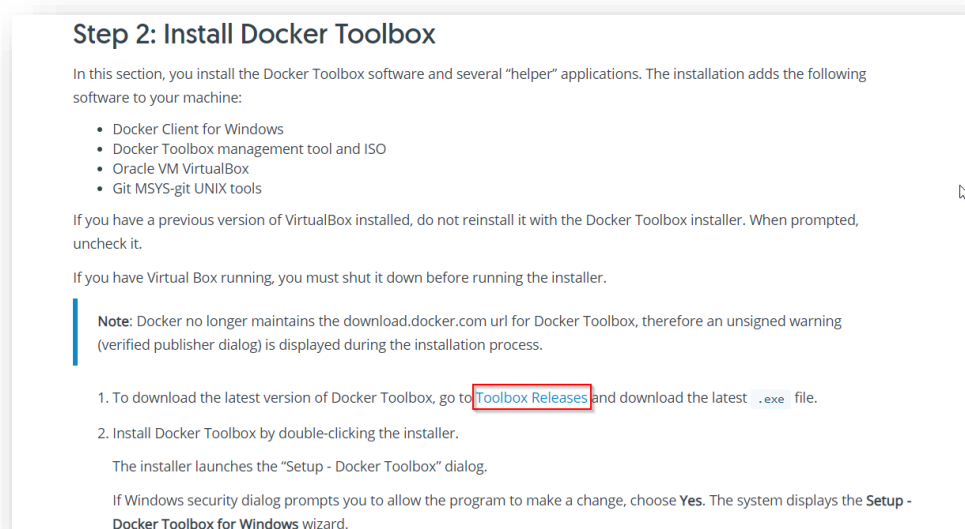 Step 2: Install Docker Toolbox
In this section, you install the Docker Toolbox software and several “helper” applications. The installation adds the following
software to your machine:
• Docker Client for Windows
• Docker Toolbox management tool and ISO
• Oracle VM VirtualBox
• Git MSYS-git UNIX tools
If you have a previous version of VirtualBox installed, do not reinstall it with the Docker Toolbox installer. When prompted,
uncheck it.
If you have Virtual Box running, you must shut it down before running the installer.
Note: Docker no longer maintains the download.docker.com url for Docker Toolbox, therefore an unsigned warning
(verified publisher dialog) is displayed during the installation process.
1. To download the latest version of Docker Toolbox, go to Toolbox Releases and download the latest .exe file.
2. Install Docker Toolbox by double-clicking the installer.
The installer launches the “Setup - Docker Toolbox” dialog.
If Windows security dialog prompts you to allow the program to make a change, choose Yes. The system displays the Setup -
Docker Toolbox for Windows wizard.